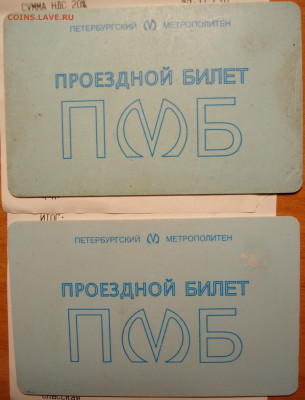 СУММА НДС 20%
COINS.LAVE.RU
ПЕТЕРБУРГСКИЙ М МЕТРОПОЛИТЕН
ПРОЕЗДНОЙ БИЛЕТ
ПМБ
ИТОГ
ПЕТЕРБУРГСКИЙ М МЕТРОПОЛИТЕН
ПРОЕЗДНОЙ БИЛЕТ
ПМБ